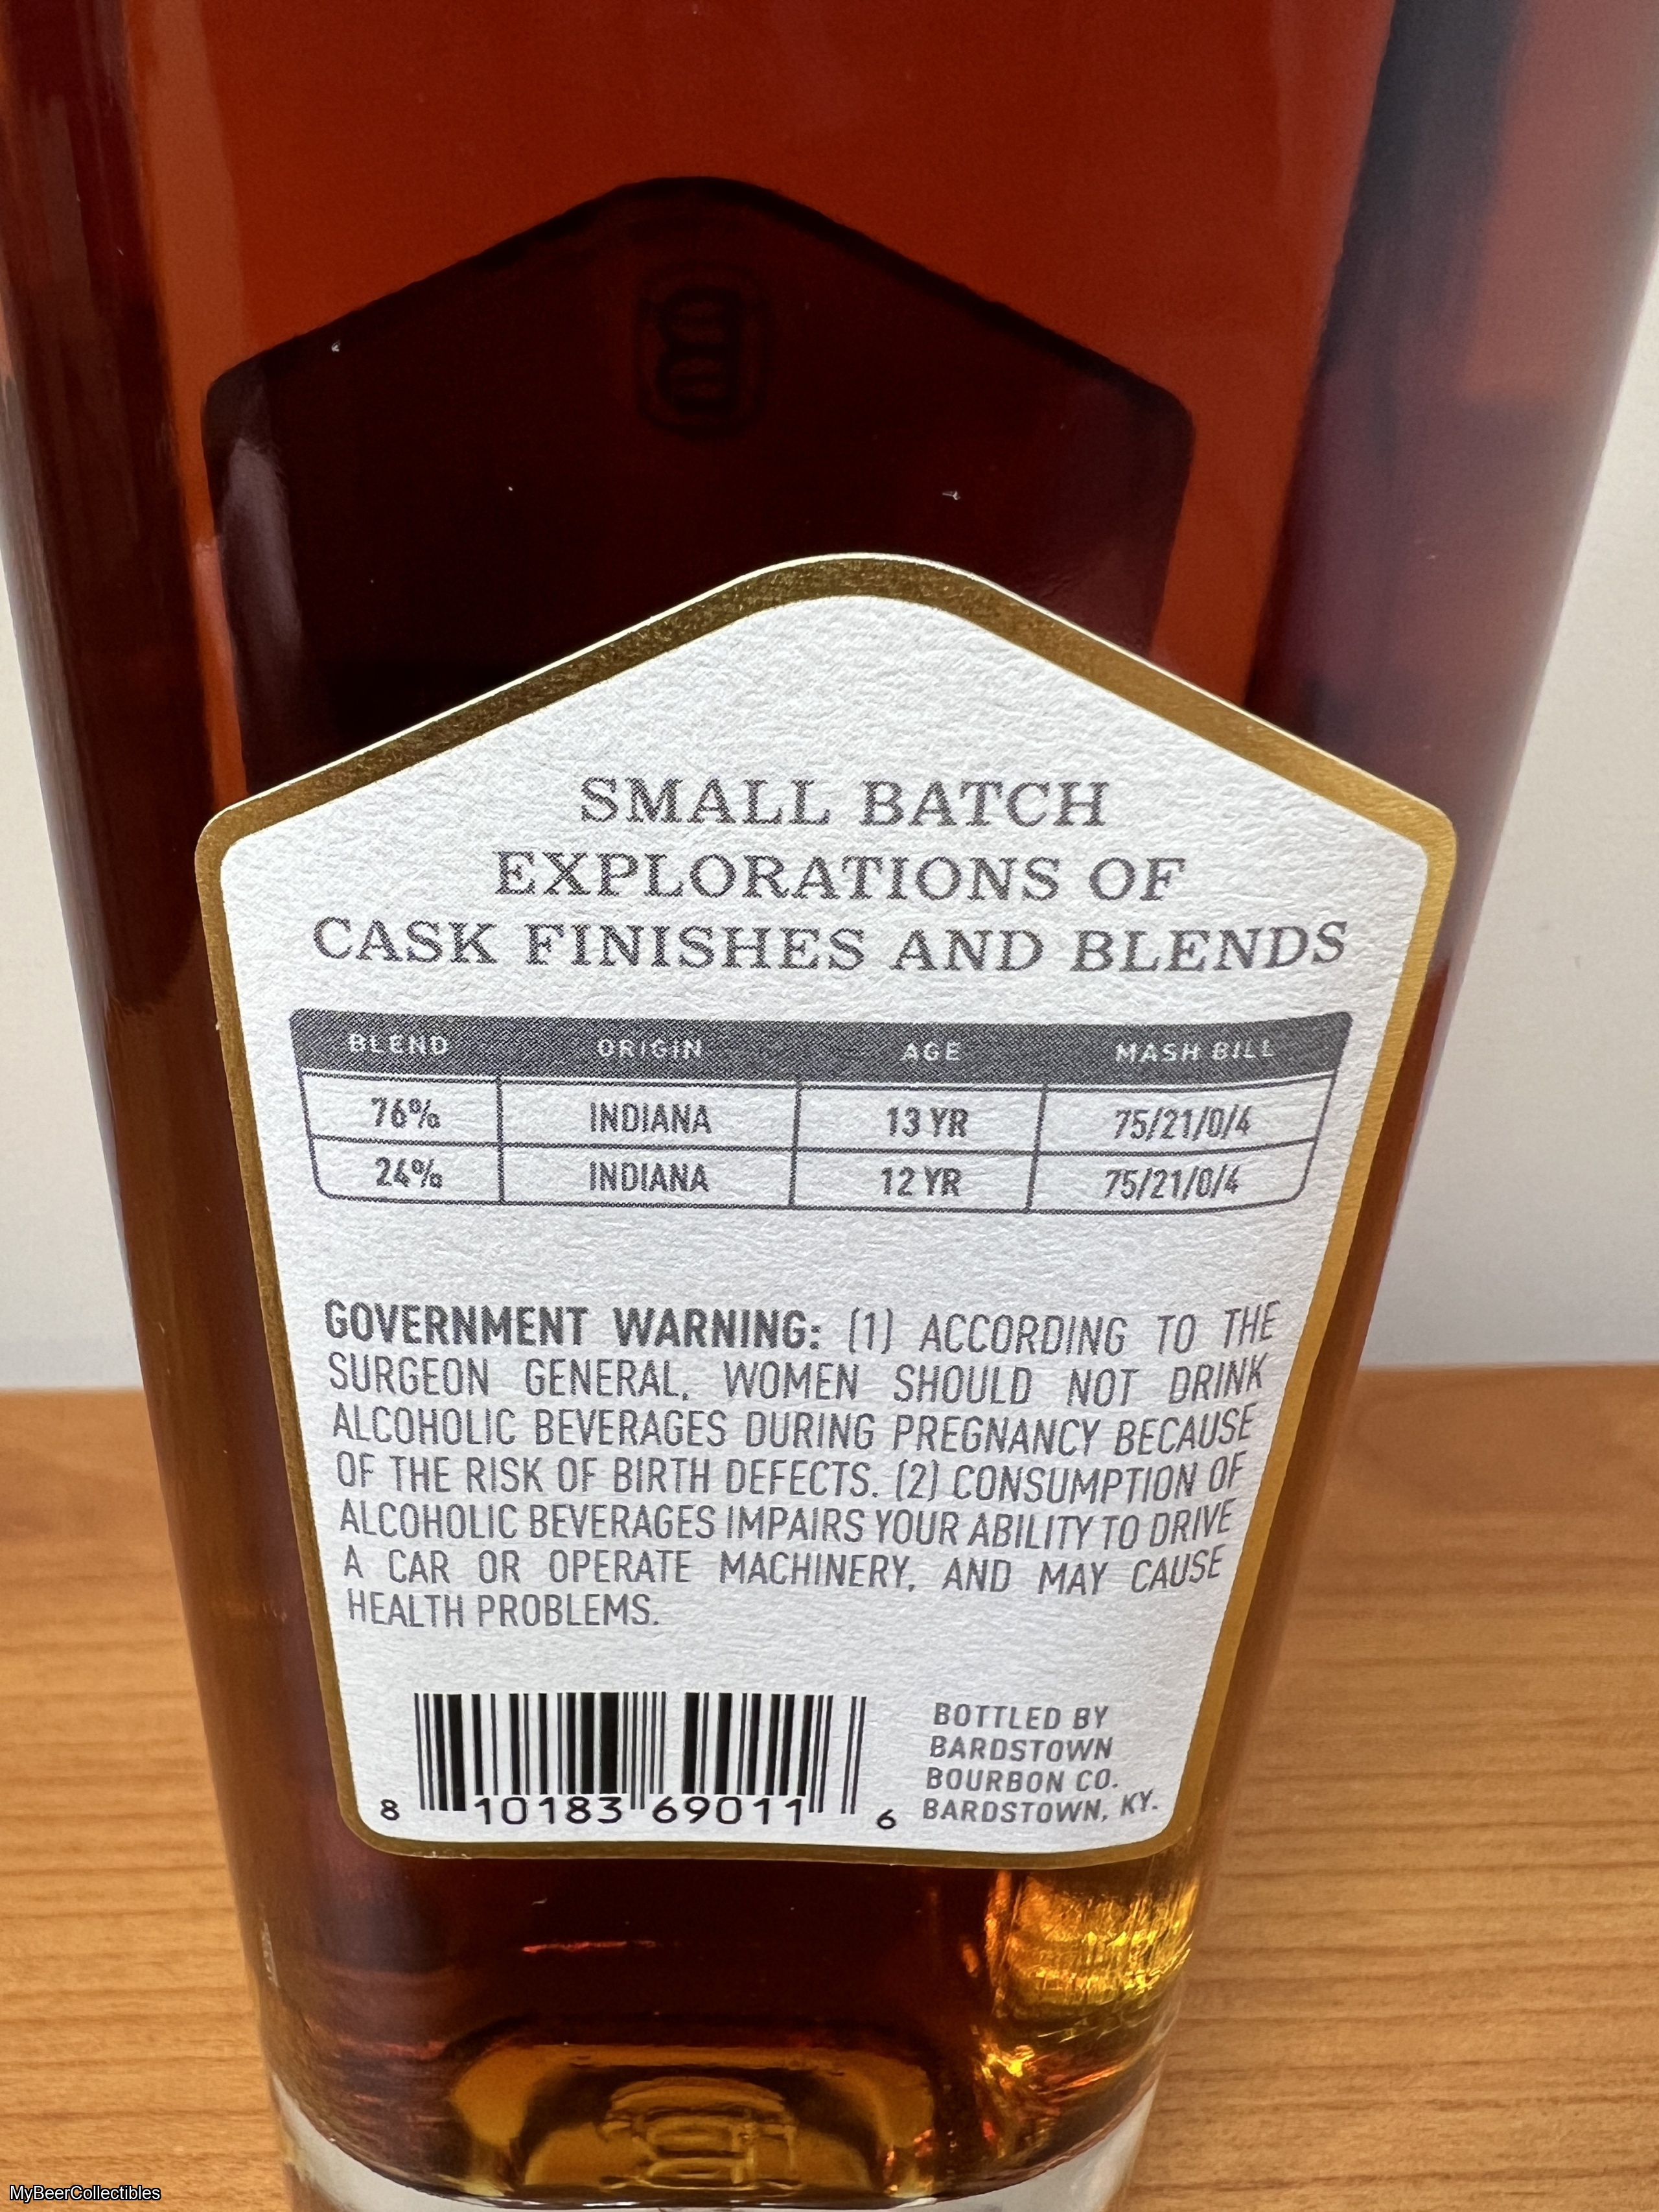 SMALL BATCH
EXPLORATIONS OF
CASK FINISHES AND BLENDS
BLEND ORIGIN AGE MASH BILL
76% INDIANA 13 YR 75/21/0/4
24% INDIANA 12 YR 75/21/0/4
GOVERNMENT WARNING: (1) ACCORDING TO THE
SURGEON GENERAL, WOMEN SHOULD NOT DRINK
ALCOHOLIC BEVERAGES DURING PREGNANCY BECAUSE
OF THE RISK OF BIRTH DEFECTS. (2) CONSUMPTION OF
ALCOHOLIC BEVERAGES IMPAIRS YOUR ABILITY TO DRIVE
A CAR OR OPERATE MACHINERY, AND MAY CAUSE
HEALTH PROBLEMS.
8 10183 69011 6
BOTTLED BY
BARDSTOWN
BOURBON CO.
BARDSTOWN, KY.
MyBeerCollectibles